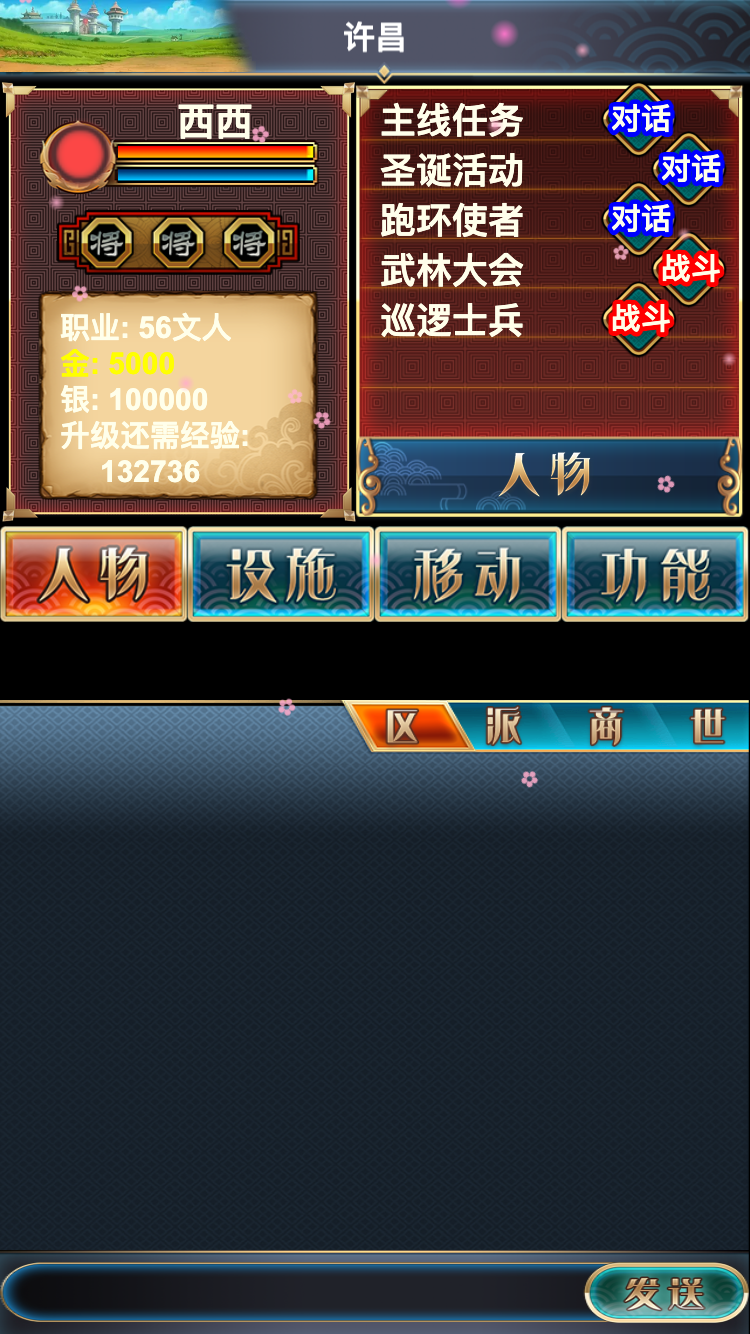 许昌
西西
将 将 将
职业: 56文人
金: 5000
银: 100000
升级还需经验:
132736
主线任务 对话
圣诞活动 对话
跑环使者 对话
武林大会 战斗
巡逻士兵 战斗
人物
人物 设施 移动 功能
区 派 商 世
发送